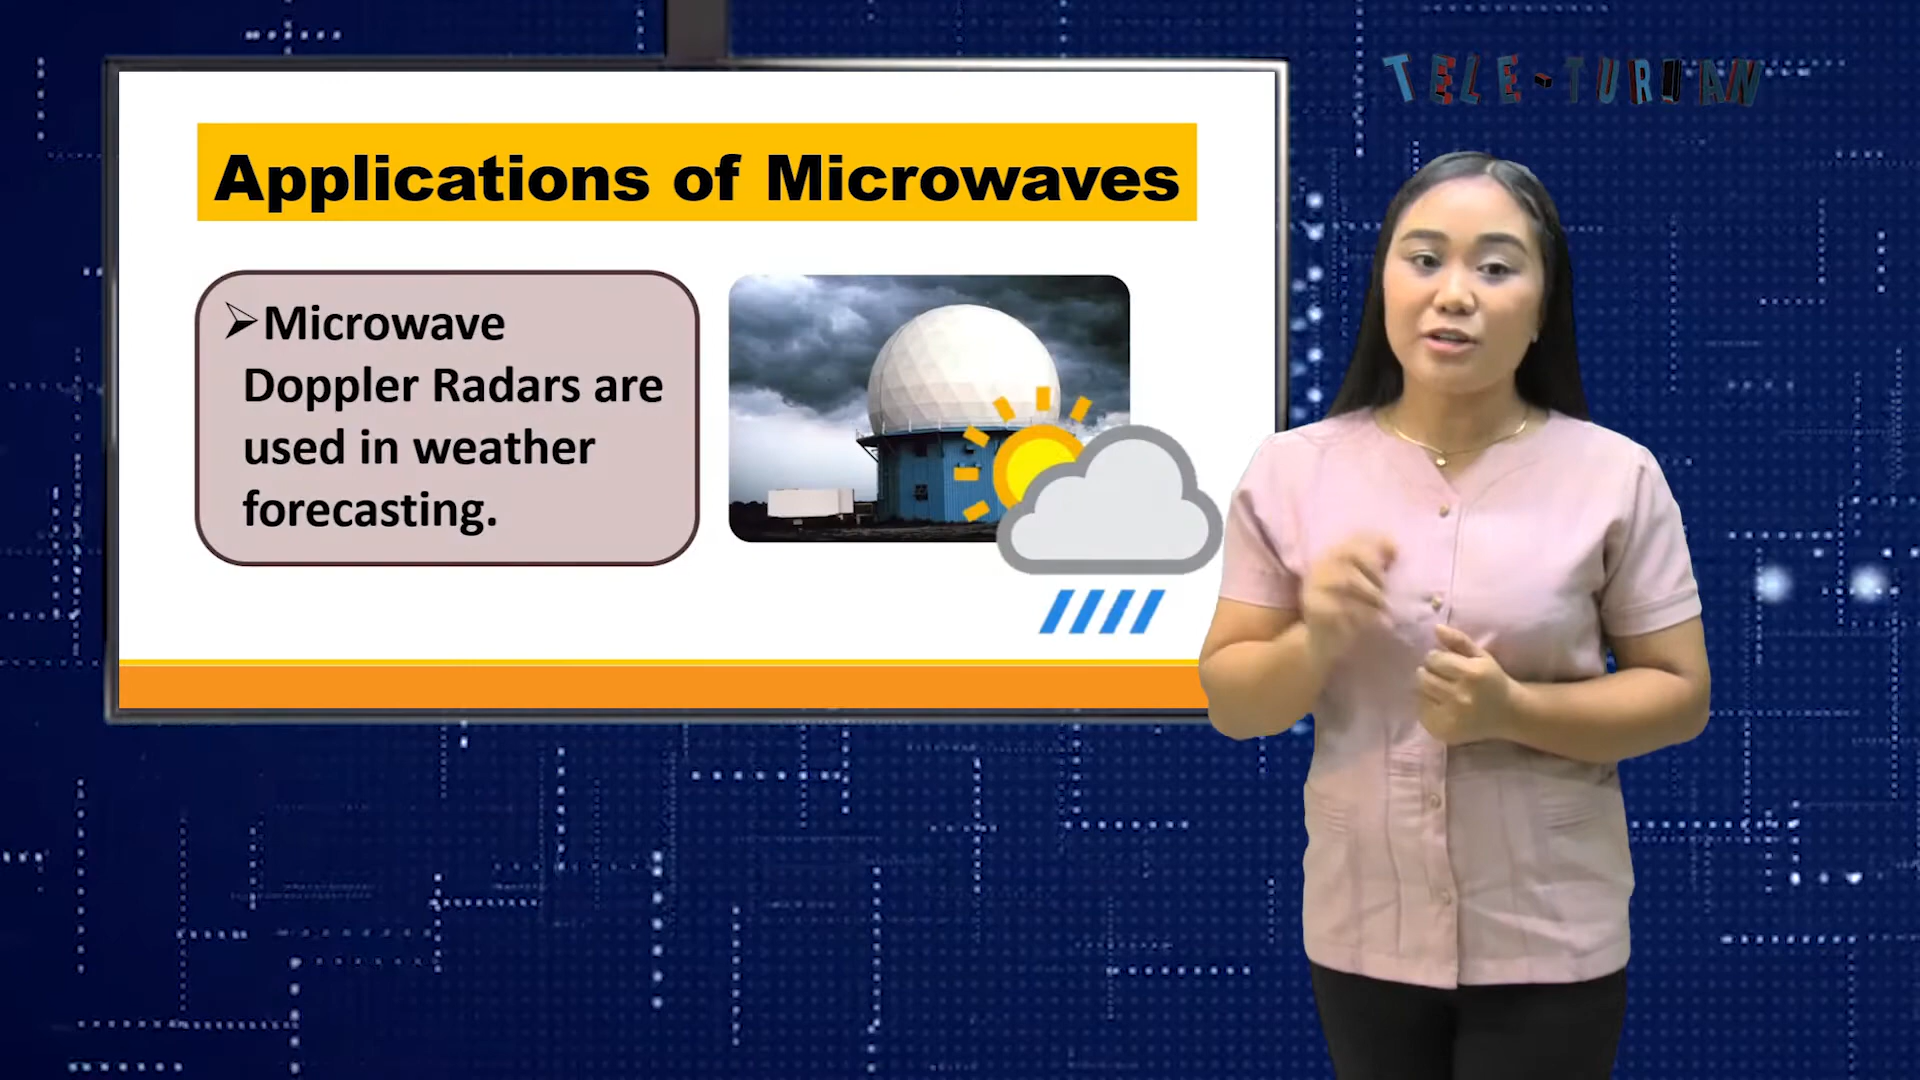 TELE-TURUAN
Applications of Microwaves
➢Microwave
Doppler Radars are
used in weather
forecasting.